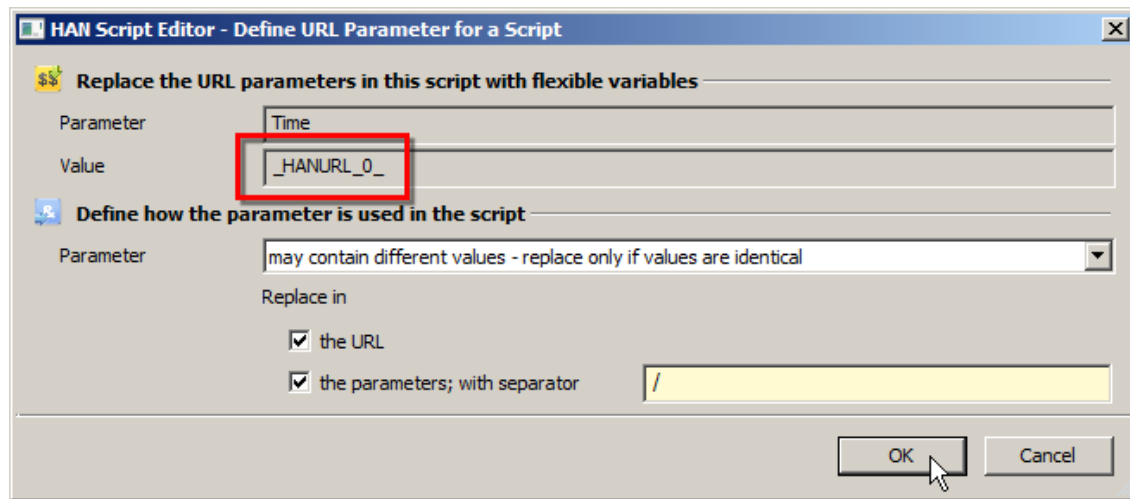 HAN Script Editor - Define URL Parameter for a Script
Replace the URL parameters in this script with flexible variables
Parameter Time
Value _HANURL_0_
Define how the parameter is used in the script
Parameter may contain different values - replace only if values are identical
Replace in
the URL
the parameters; with separator /
OK Cancel